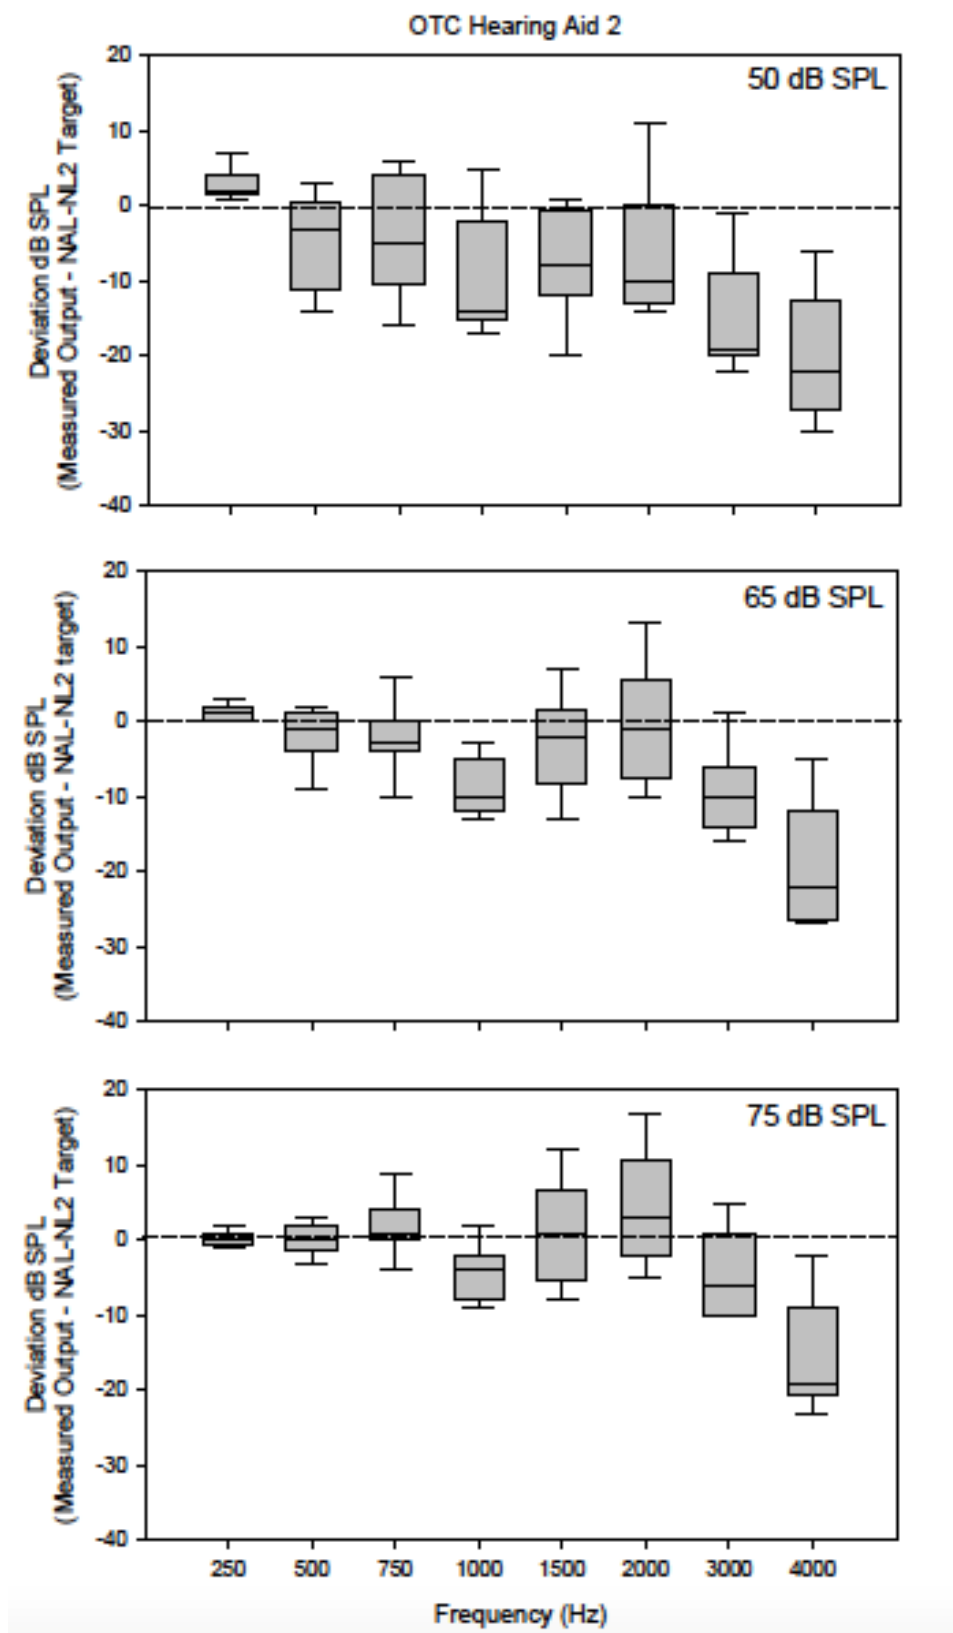 OTC Hearing Aid 2
50 dB SPL
20
10
0
-10
-20
-30
-40
Deviation dB SPL
(Measured Output - NAL-NL2 Target)
65 dB SPL
20
10
0
-10
-20
-30
-40
Deviation dB SPL
(Measured Output - NAL-NL2 target)
75 dB SPL
20
10
0
-10
-20
-30
-40
Deviation dB SPL
(Measured Output - NAL-NL2 Target)
250 500 750 1000 1500 2000 3000 4000
Frequency (Hz)